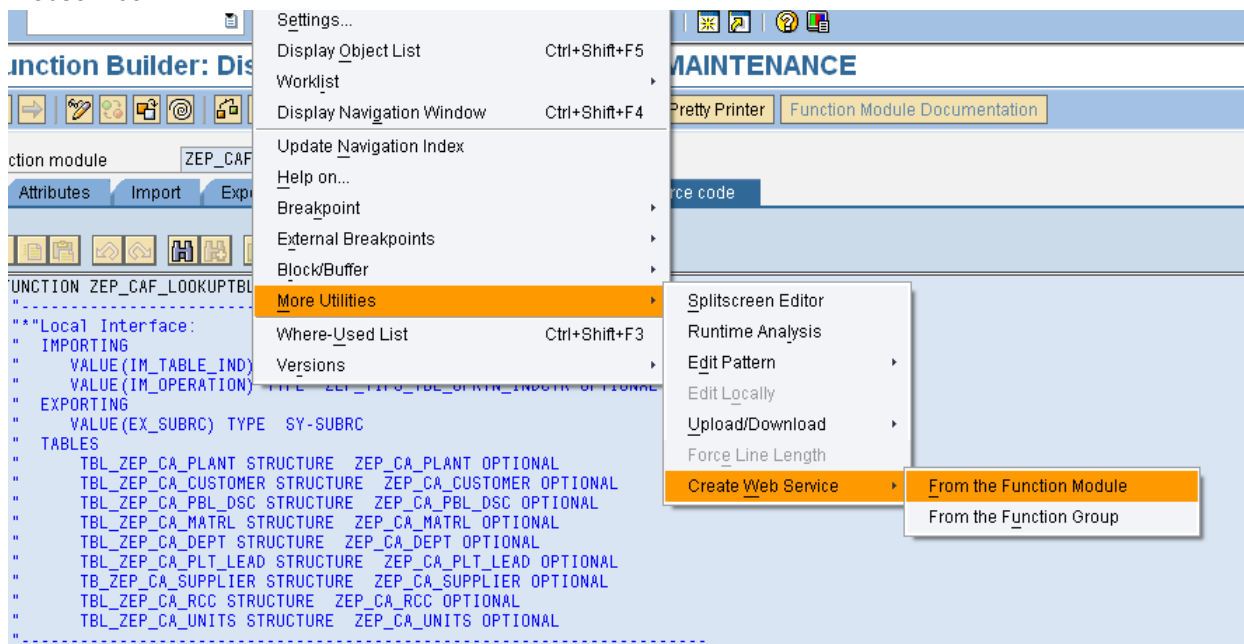 Settings...
Display Object List Ctrl+Shift+F5
unction Builder: Dis MAINTENANCE
Worklist
Display Navigation Window Ctrl+Shift+F4
Pretty Printer Function Module Documentation
Update Navigation Index
ction module ZEP_CAF
Help on...
Attributes Import Exp rce code
Breakpoint
External Breakpoints
Block/Buffer
UNCTION ZEP_CAF_LOOKUPTBL
More Utilities Splitscreen Editor
"*"Local Interface:
Where-Used List Ctrl+Shift+F3 Runtime Analysis
" IMPORTING
" VALUE(IM_TABLE_IND) Versions Edit Pattern
" VALUE(IM_OPERATION)
Edit Locally
" EXPORTING
" VALUE(EX_SUBRC) TYPE SY-SUBRC Upload/Download
" TABLES
Force Line Length
" TBL_ZEP_CA_PLANT STRUCTURE ZEP_CA_PLANT OPTIONAL
" TBL_ZEP_CA_CUSTOMER STRUCTURE ZEP_CA_CUSTOMER OPTIONAL Create Web Service From the Function Module
" TBL_ZEP_CA_PBL_DSC STRUCTURE ZEP_CA_PBL_DSC OPTIONAL
" TBL_ZEP_CA_MATRL STRUCTURE ZEP_CA_MATRL OPTIONAL From the Function Group
" TBL_ZEP_CA_DEPT STRUCTURE ZEP_CA_DEPT OPTIONAL
" TBL_ZEP_CA_PLT_LEAD STRUCTURE ZEP_CA_PLT_LEAD OPTIONAL
" TB_ZEP_CA_SUPPLIER STRUCTURE ZEP_CA_SUPPLIER OPTIONAL
" TBL_ZEP_CA_RCC STRUCTURE ZEP_CA_RCC OPTIONAL
" TBL_ZEP_CA_UNITS STRUCTURE ZEP_CA_UNITS OPTIONAL